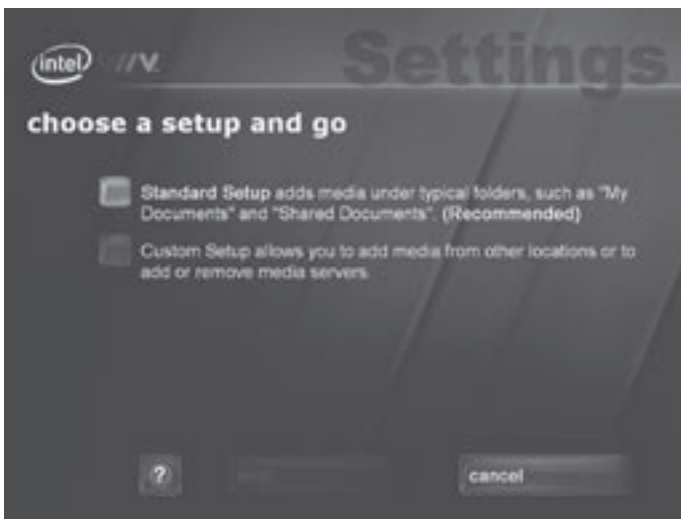 intel //V. Settings
choose a setup and go
Standard Setup adds media under typical folders, such as "My
Documents" and "Shared Documents". (Recommended)
Custom Setup allows you to add media from other locations or to
add or remove media servers.
? cancel